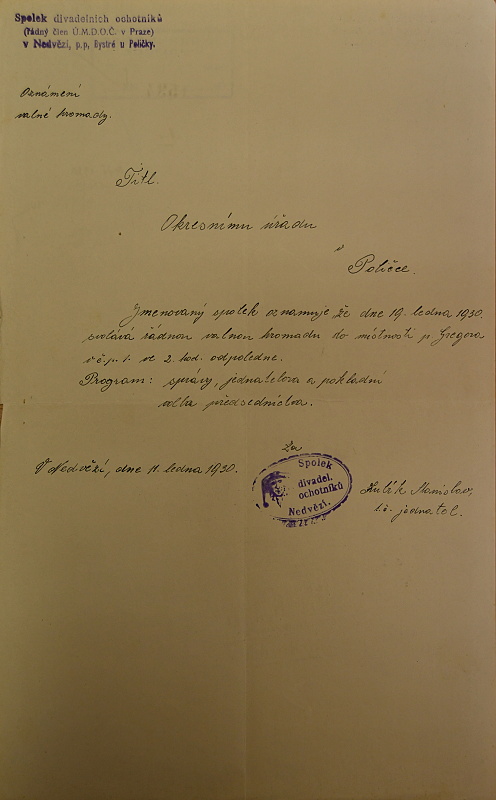 Spolek divadelních ochotníků
(řádný člen Ú.M.D.O.Č. v Praze)
v Nedvězí, p.p. Bystré u Poličky.
Oznámení
valné hromady.
Titl.
Okresnímu úřadu
v
Poličce.
Jmenovaný spolek oznamuje že dne 19. ledna 1930.
svolává řádnou valnou hromadu do místnosti p. Gregora
v č.p. 1. ve 2. hod. odpoledne.
Program: správy, jednatelova a pokladní
volba předsednictva.
V Nedvězí, dne 11. ledna 1930.
Za
Spolek
divadel.
ochotníků
Nedvězí.
t.č. jednatel.